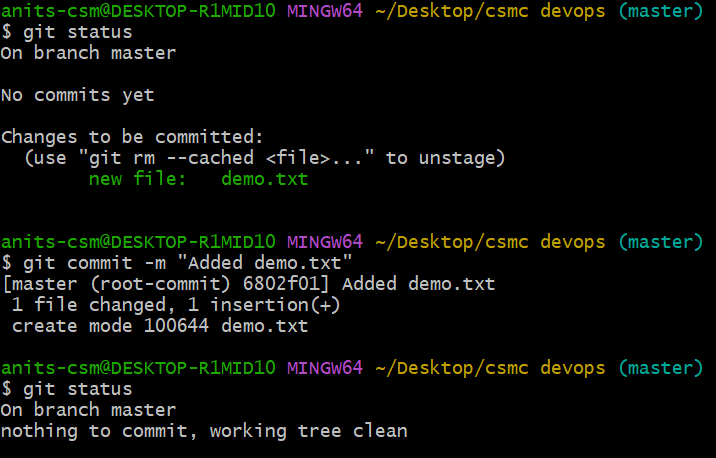 anits-csm@DESKTOP-R1MID10 MINGW64 ~/Desktop/csmc devops (master)
$ git status
On branch master
No commits yet
Changes to be committed:
  (use "git rm --cached <file>..." to unstage)
        new file:   demo.txt
anits-csm@DESKTOP-R1MID10 MINGW64 ~/Desktop/csmc devops (master)
$ git commit -m "Added demo.txt"
[master (root-commit) 6802f01] Added demo.txt
 1 file changed, 1 insertion(+)
 create mode 100644 demo.txt
anits-csm@DESKTOP-R1MID10 MINGW64 ~/Desktop/csmc devops (master)
$ git status
On branch master
nothing to commit, working tree clean